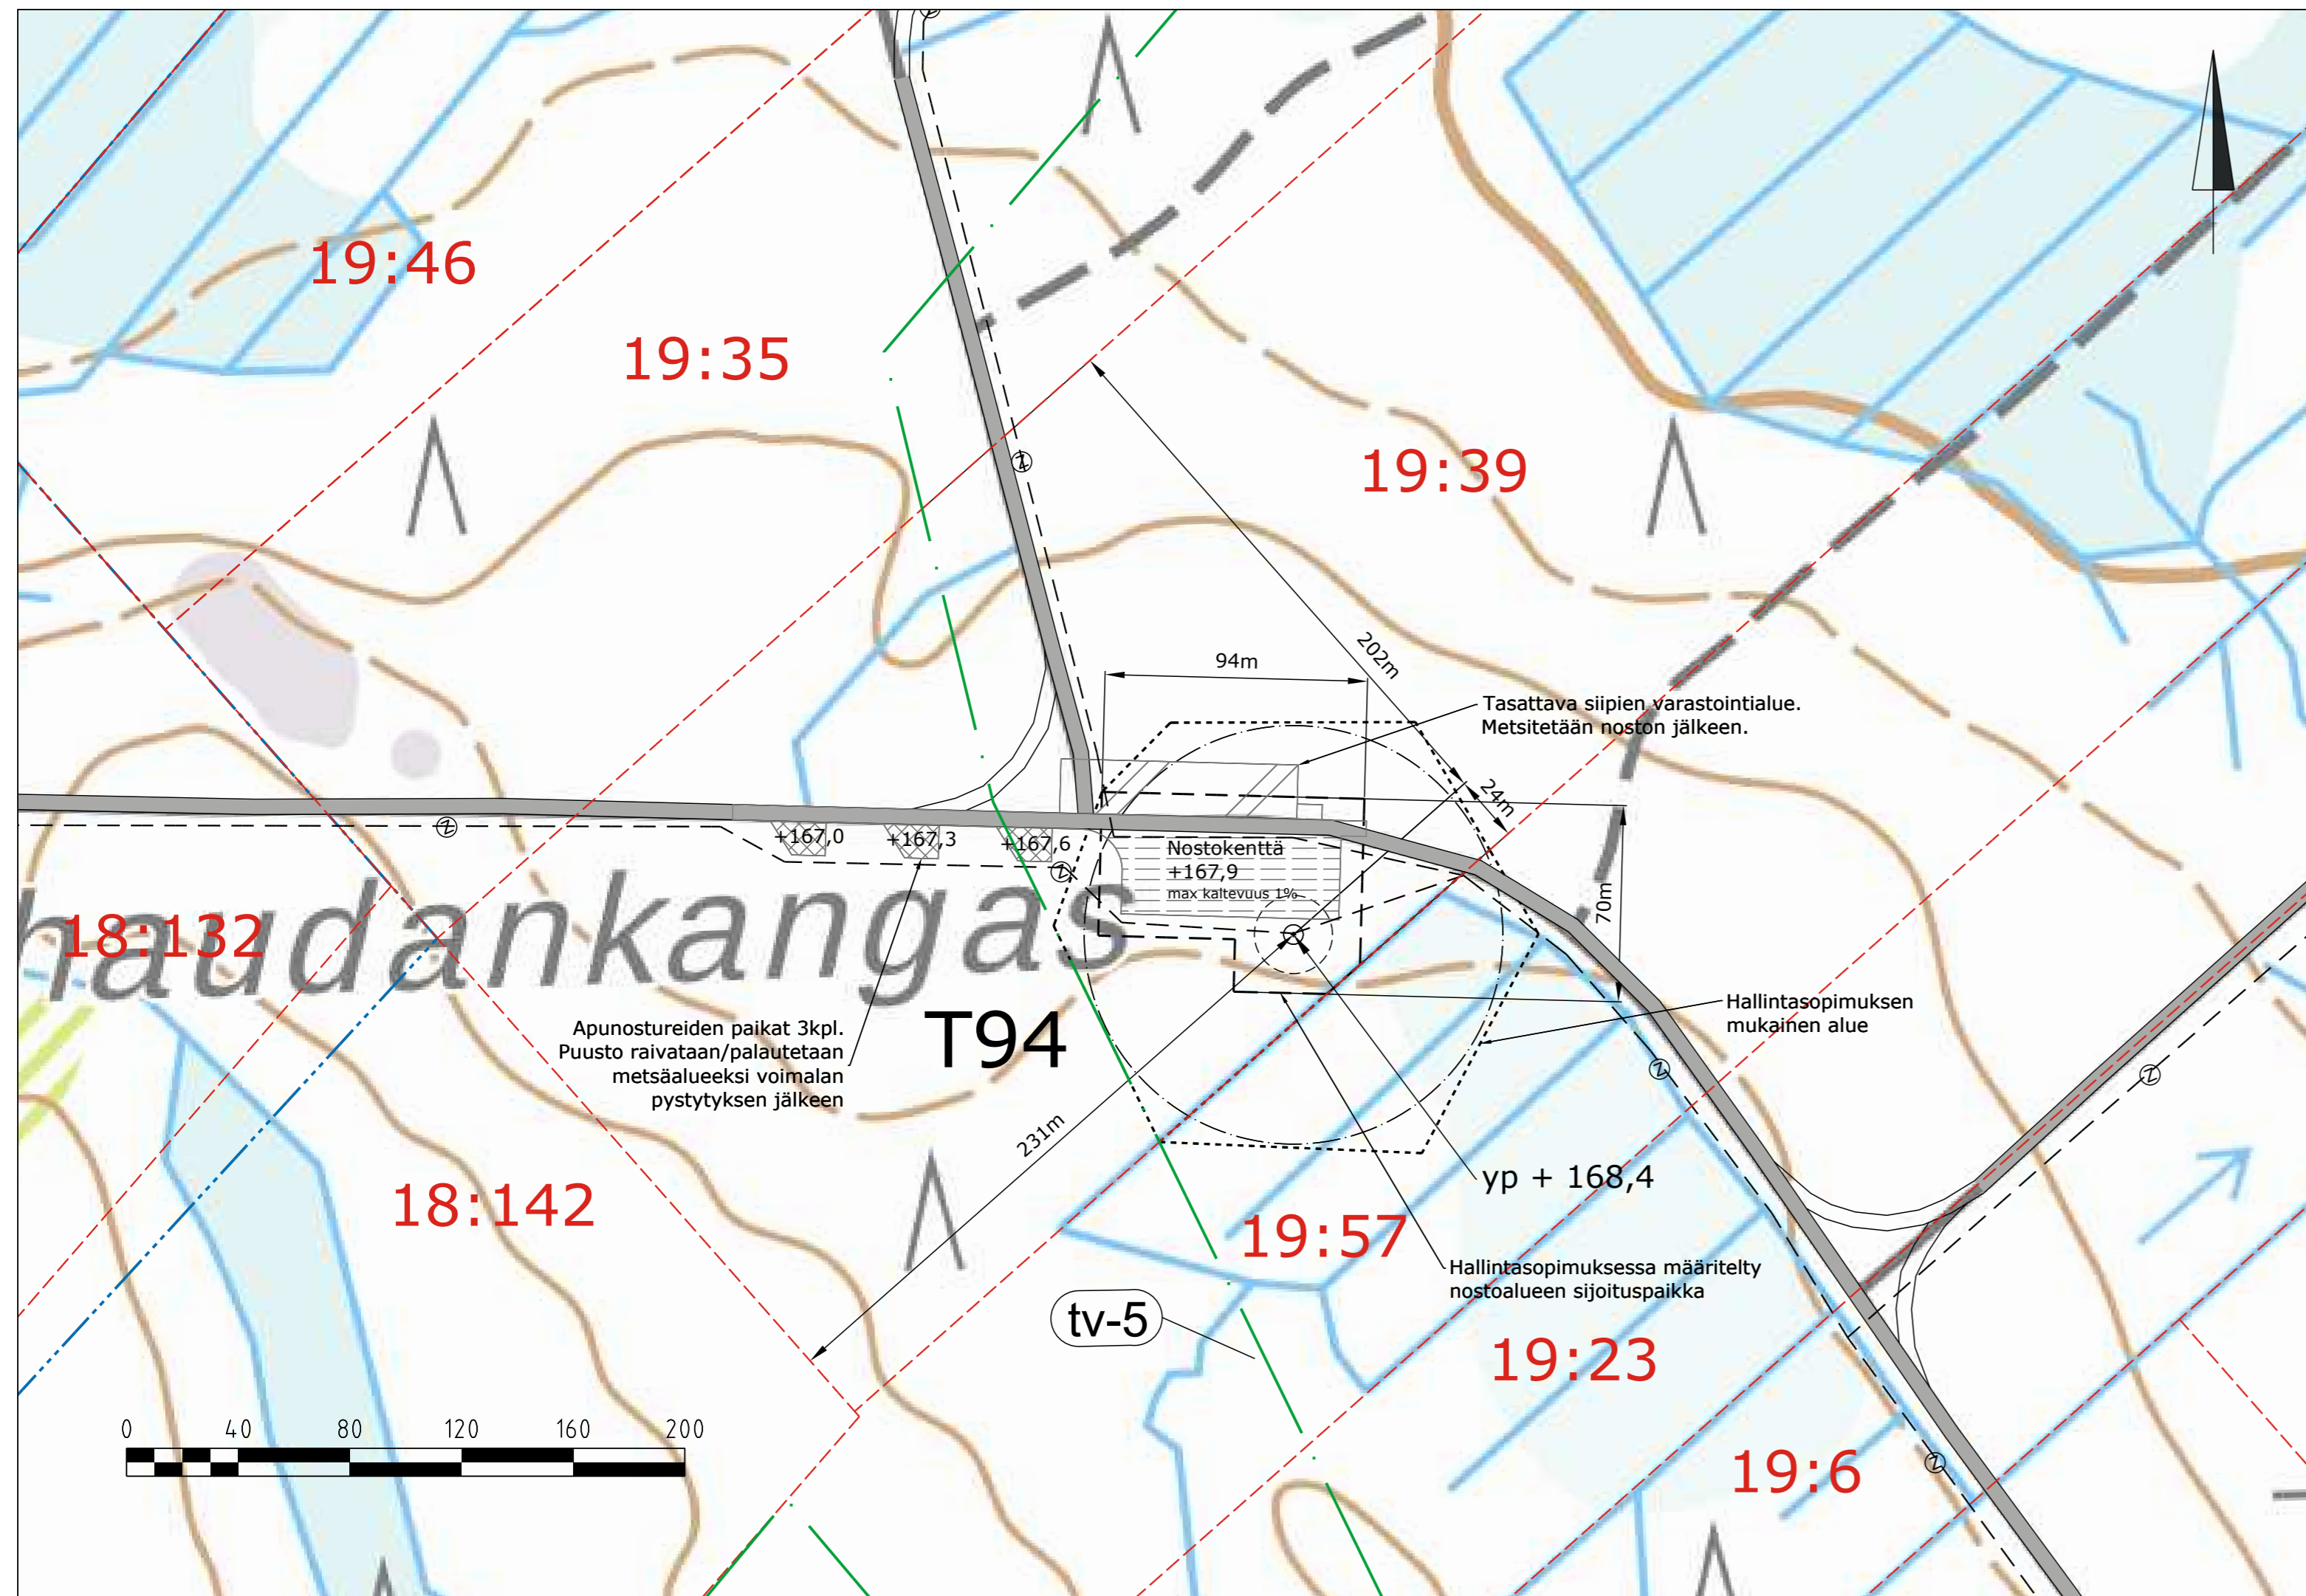 19:46
19:35
19:39
202m
94m
Tasattava siipien varastointialue.
Metsitetään noston jälkeen.
24m
+167,0
+167,3
+167,6
Nostokenttä
+167,9
max kaltevuus 1%
70m
18:132
haudankangas
Hallintasopimuksen
mukainen alue
T94
Apunostureiden paikat 3kpl.
Puusto raivataan/palautetaan
metsäalueeksi voimalan
pystytyksen jälkeen
231m
yp + 168,4
18:142
19:57
Hallintasopimuksessa määritelty
nostoalueen sijoituspaikka
tv-5
19:23
0 40 80 120 160 200
19:6